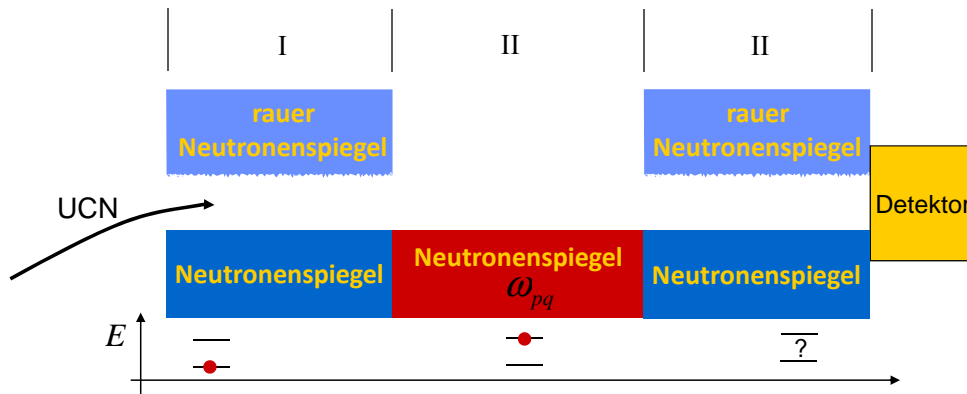 I II II
rauer
Neutronenspiegel
rauer
Neutronenspiegel
UCN
Detektor
Neutronenspiegel
Neutronenspiegel
ω_pq
Neutronenspiegel
E
?